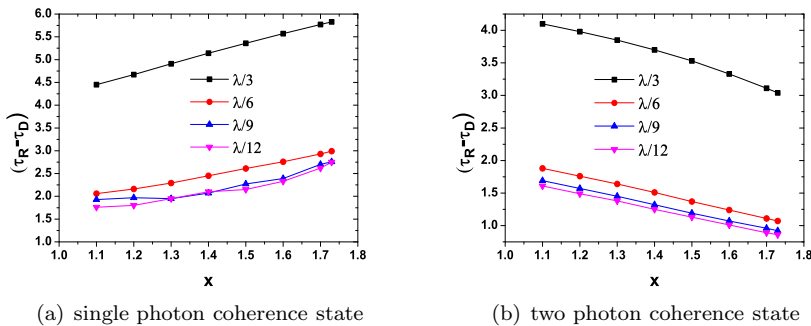 6.0
5.5
5.0
4.5
4.0
3.5
3.0
2.5
2.0
1.5
1.0
(τR-τD)
λ/3
λ/6
λ/9
λ/12
1.0 1.1 1.2 1.3 1.4 1.5 1.6 1.7 1.8
x
(a) single photon coherence state
4.0
3.5
3.0
2.5
2.0
1.5
1.0
(τR-τD)
λ/3
λ/6
λ/9
λ/12
1.0 1.1 1.2 1.3 1.4 1.5 1.6 1.7 1.8
x
(b) two photon coherence state